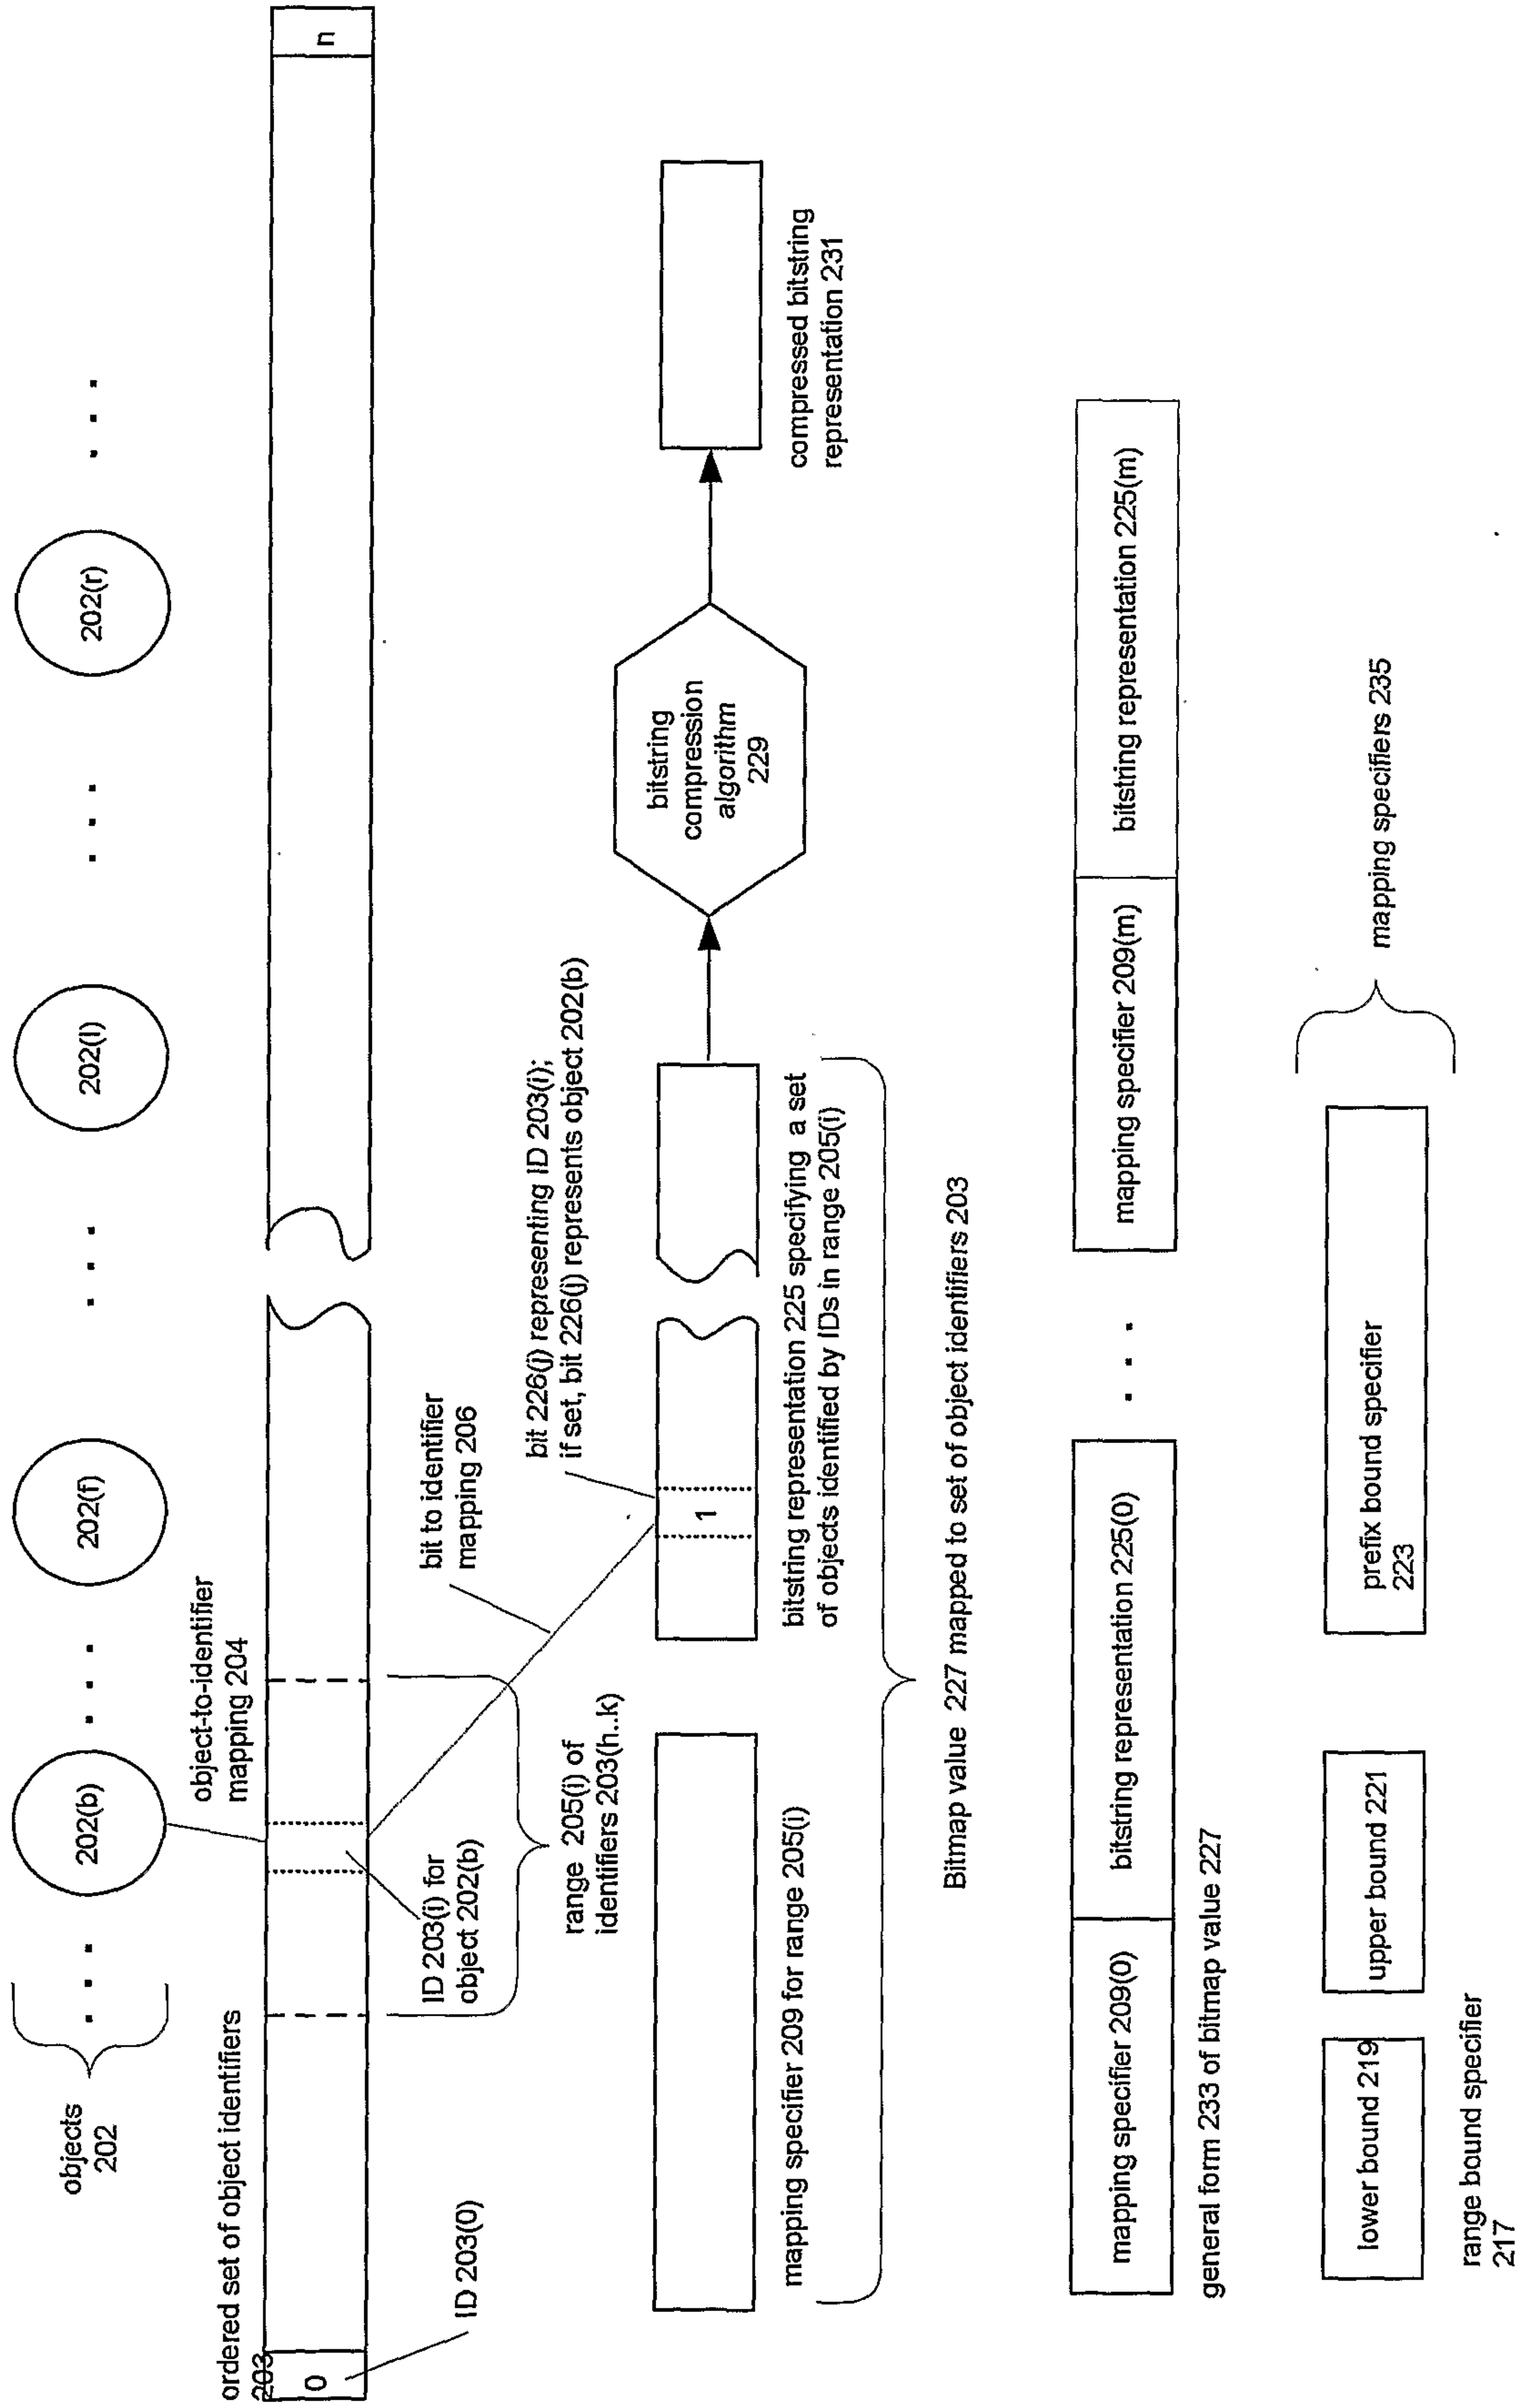 objects
202
202(b)
202(f)
202(l)
202(r)
object-to-identifier
mapping 204
ordered set of object identifiers
203
0
n
ID 203(0)
ID 203(i) for
object 202(b)
range 205(i) of
identifiers 203(h..k)
bit to identifier
mapping 206
bit 226(j) representing ID 203(i);
if set, bit 226(j) represents object 202(b)
1
bitstring
compression
algorithm
229
compressed bitstring
representation 231
mapping specifier 209 for range 205(i)
bitstring representation 225 specifying a set
of objects identified by IDs in range 205(i)
Bitmap value 227 mapped to set of object identifiers 203
mapping specifier 209(0)
bitstring representation 225(0)
mapping specifier 209(m)
bitstring representation 225(m)
general form 233 of bitmap value 227
lower bound 219
upper bound 221
prefix bound specifier
223
mapping specifiers 235
range bound specifier
217